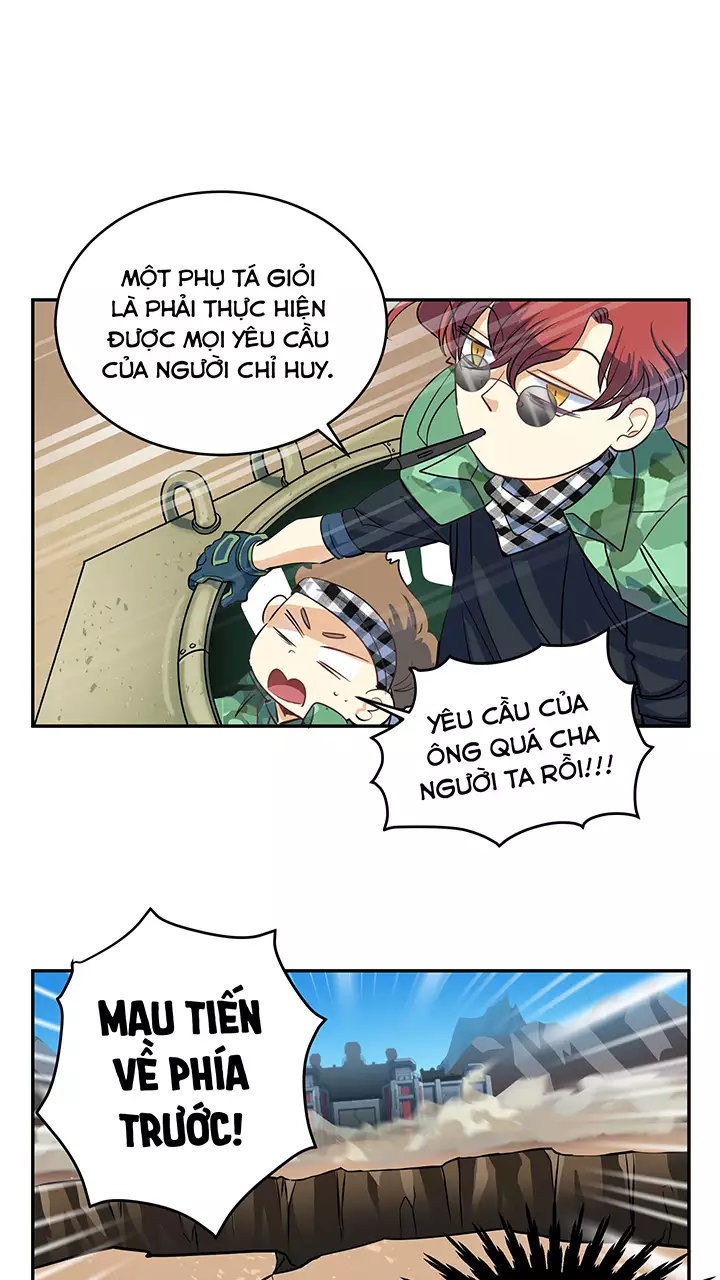 MỘT PHỤ TÁ GIỎI
LÀ PHẢI THỰC HIỆN
ĐƯỢC MỌI YÊU CẦU
CỦA NGƯỜI CHỈ HUY.
YÊU CẦU CỦA
ÔNG QUÁ CHA
NGƯỜI TA RỒI!!!
MAU TIẾN
VỀ PHÍA
TRƯỚC!